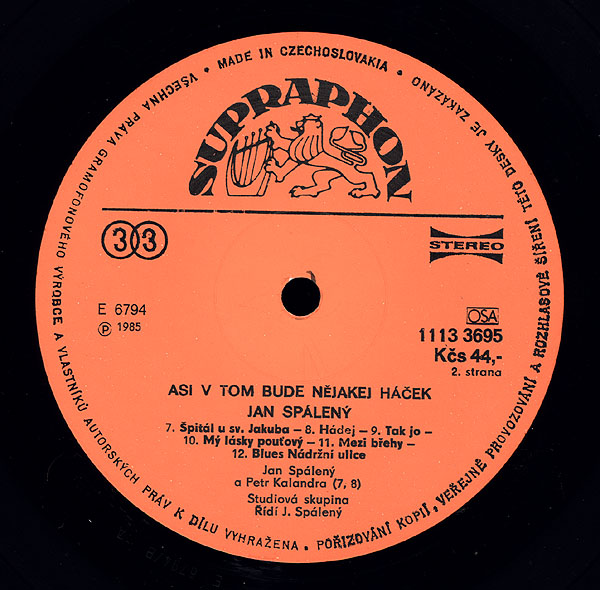 VŠECHNA PRÁVA GRAMOFONOVÉHO VÝROBCE A VLASTNÍKŮ AUTORSKÝCH PRÁV K DÍLU VYHRAŽENA • POŘIZOVÁNÍ KOPIÍ, VEŘEJNÉ PROVOZOVÁNÍ A ROZHLASOVÉ ŠÍŘENÍ TÉTO DESKY JE ZAKÁZÁNO • MADE IN CZECHOSLOVAKIA •
SUPRAPHON
33
STEREO
E 6794
℗ 1985
OSA
1113 3695
Kčs 44,-
2. strana
ASI V TOM BUDE NĚJAKEJ HÁČEK
JAN SPÁLENÝ
7. Špitál u sv. Jakuba – 8. Hádej – 9. Tak jo –
10. Mý lásky pouťový – 11. Mezi břehy –
12. Blues Nádržní ulice
Jan Spálený
a Petr Kalandra (7, 8)
Studiová skupina
Řídí J. Spálený